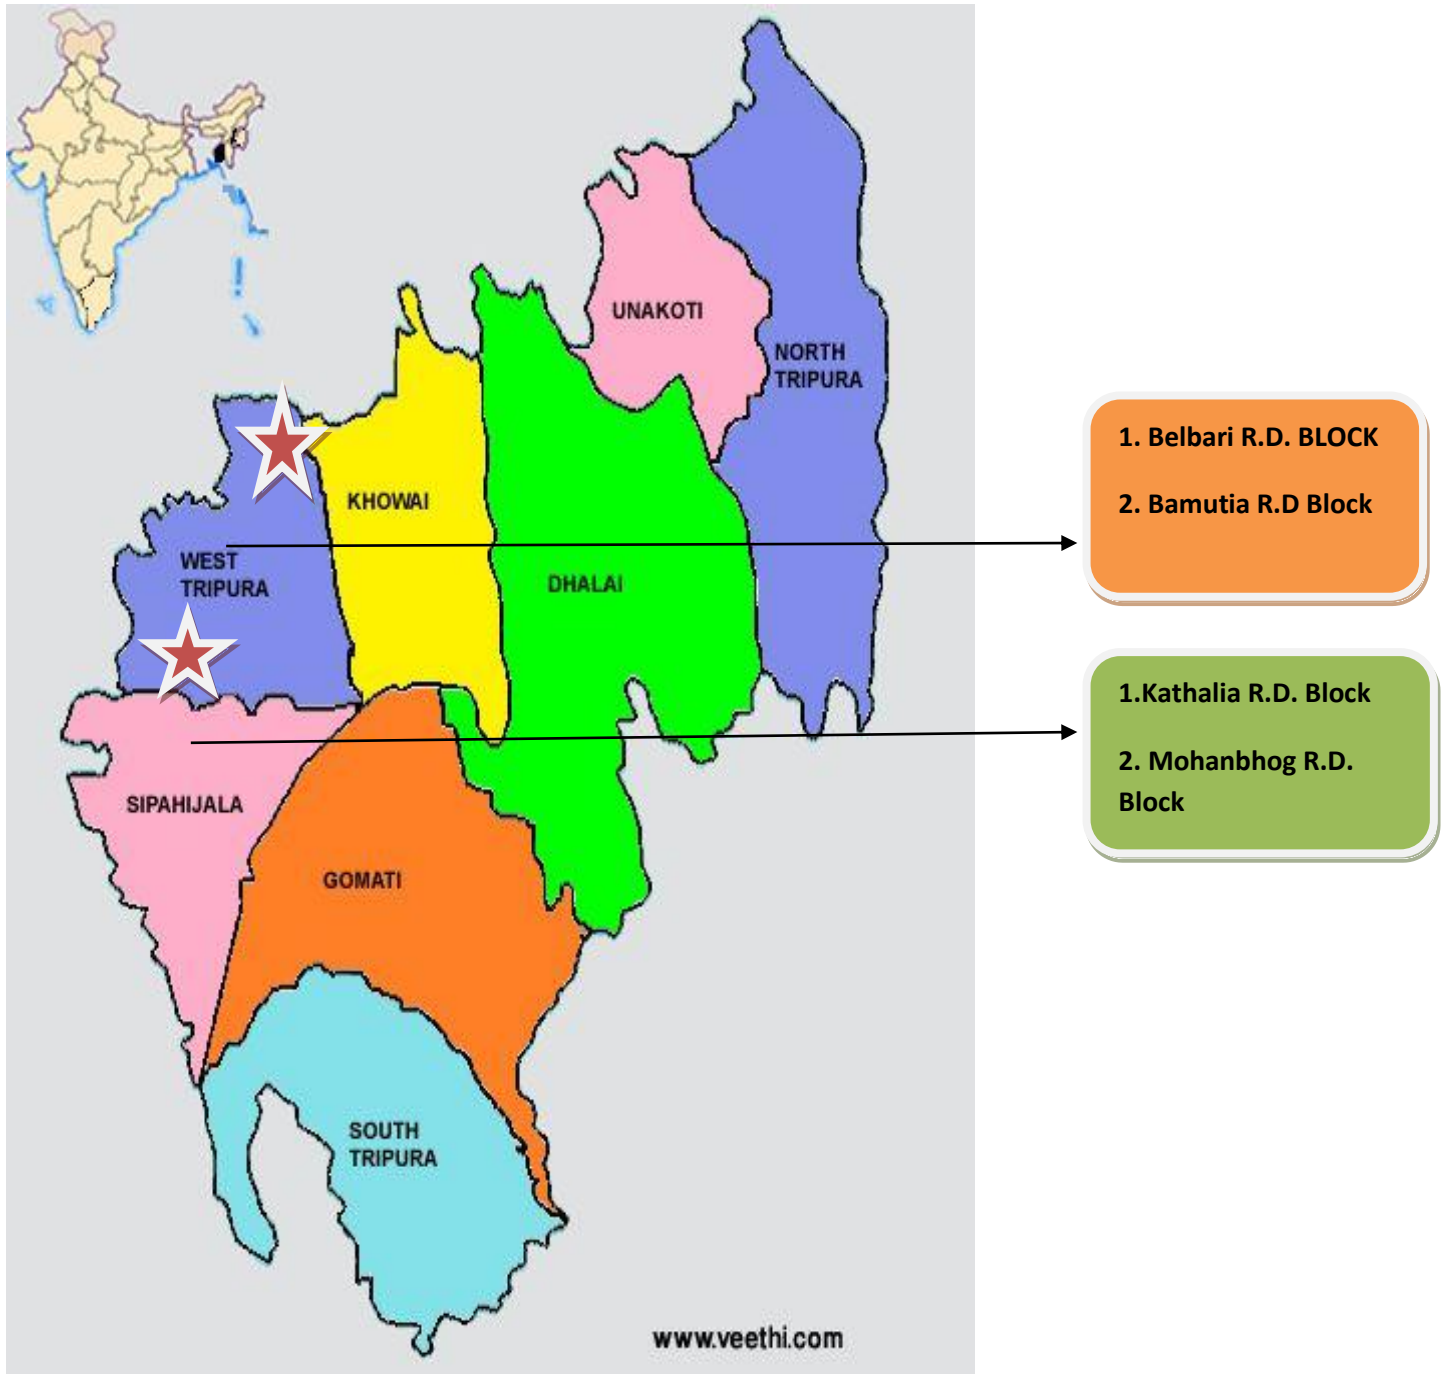 UNAKOTI
NORTH
TRIPURA
KHOWAI
WEST
TRIPURA
DHALAI
SIPAHIJALA
GOMATI
SOUTH
TRIPURA
www.veethi.com
1. Belbari R.D. BLOCK
2. Bamutia R.D Block
1.Kathalia R.D. Block
2. Mohanbhog R.D.
Block